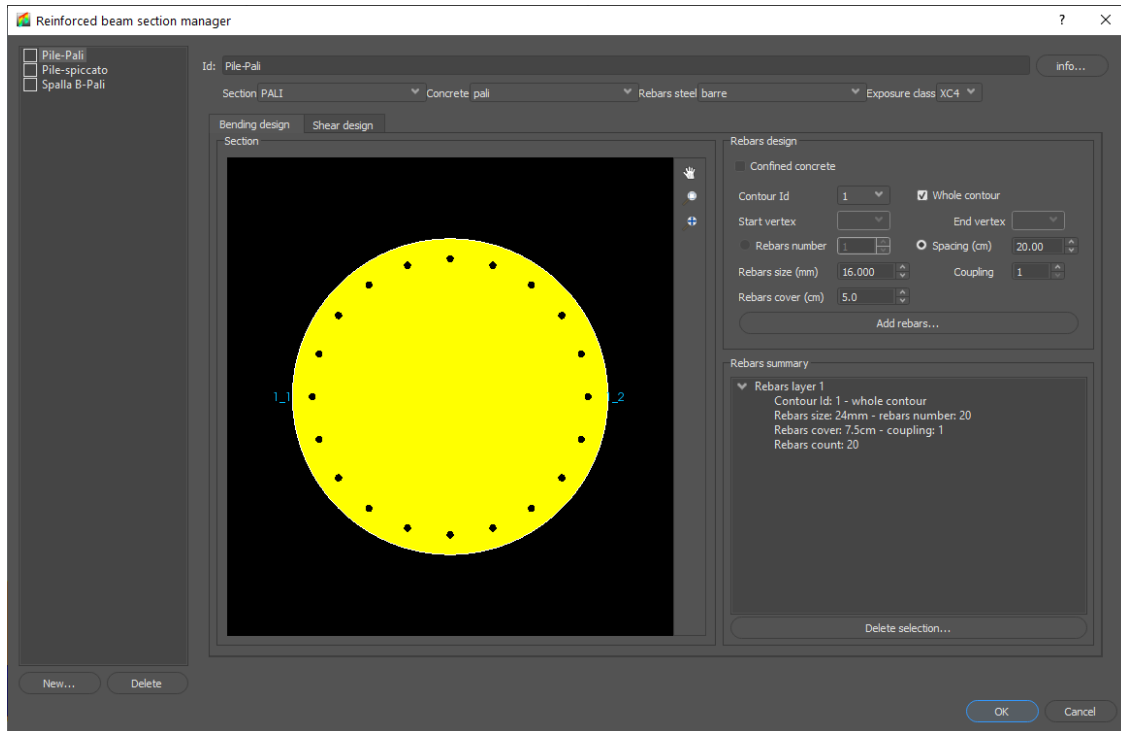 Reinforced beam section manager
? X
Pile-Pali
Pile-spiccato
Spalla B-Pali
Id: Pile-Pali info...
Section PALI Concrete pali Rebars steel barre Exposure class XC4
Bending design Shear design
Section
1_1
1_2
Rebars design
Confined concrete
Contour Id 1 Whole contour
Start vertex End vertex
Rebars number 1 Spacing (cm) 20.00
Rebars size (mm) 16.000 Coupling 1
Rebars cover (cm) 5.0
Add rebars...
Rebars summary
Rebars layer 1
Contour Id: 1 - whole contour
Rebars size: 24mm - rebars number: 20
Rebars cover: 7.5cm - coupling: 1
Rebars count: 20
Delete selection...
New... Delete
OK Cancel